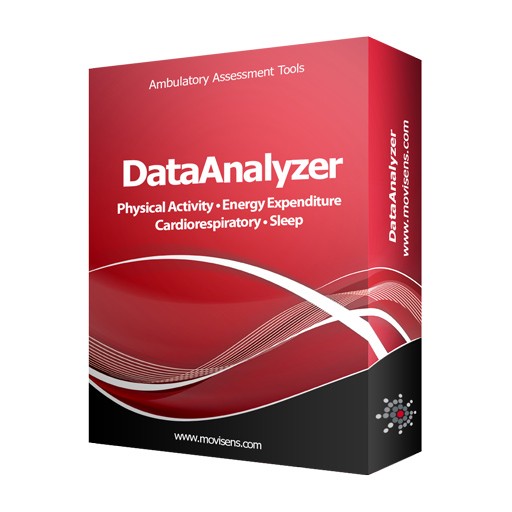 Ambulatory Assessment Tools
DataAnalyzer
Physical Activity • Energy Expenditure
Cardiorespiratory • Sleep
www.movisens.com
DataAnalyzer
www.movisens.com